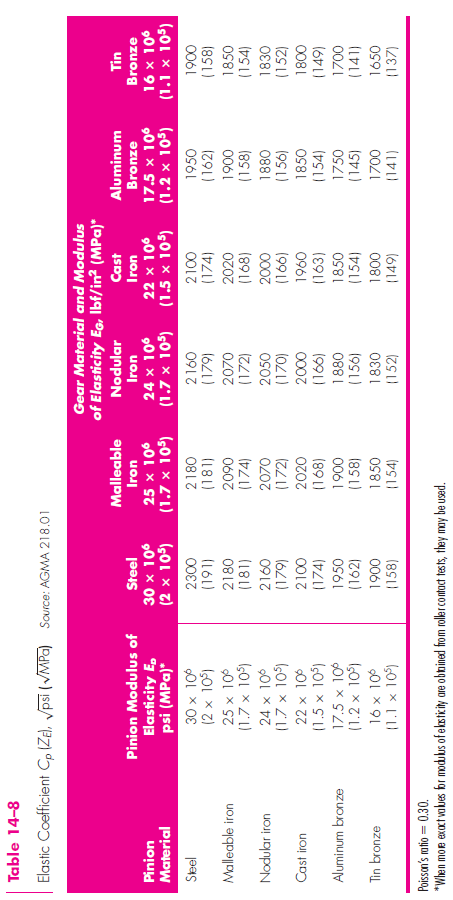 Table 14–8
Elastic Coefficient Cp (ZE), √psi (√MPa) Source: AGMA 218.01
Gear Material and Modulus
of Elasticity EG, lbf/in² (MPa)*
Pinion Material Pinion Modulus of Elasticity Ep psi (MPa)* Steel 30 × 10⁶ (2 × 10⁵) Malleable Iron 25 × 10⁶ (1.7 × 10⁵) Nodular Iron 24 × 10⁶ (1.7 × 10⁵) Cast Iron 22 × 10⁶ (1.5 × 10⁵) Aluminum Bronze 17.5 × 10⁶ (1.2 × 10⁵) Tin Bronze 16 × 10⁶ (1.1 × 10⁵)
Steel 30 × 10⁶ 2300 2180 2160 2100 1950 1900
(2 × 10⁵) (191) (181) (179) (174) (162) (158)
Malleable iron 25 × 10⁶ 2180 2090 2070 2020 1900 1850
(1.7 × 10⁵) (181) (174) (172) (168) (158) (154)
Nodular iron 24 × 10⁶ 2160 2070 2050 2000 1880 1830
(1.7 × 10⁵) (179) (172) (170) (166) (156) (152)
Cast iron 22 × 10⁶ 2100 2020 2000 1960 1850 1800
(1.5 × 10⁵) (174) (168) (166) (163) (154) (149)
Aluminum bronze 17.5 × 10⁶ 1950 1900 1880 1850 1750 1700
(1.2 × 10⁵) (162) (158) (156) (154) (145) (141)
Tin bronze 16 × 10⁶ 1900 1850 1830 1800 1700 1650
(1.1 × 10⁵) (158) (154) (152) (149) (141) (137)
Poisson's ratio = 0.30.
*When more exact values for modulus of elasticity are obtained from roller contact tests, they may be used.